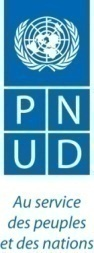 P N
U D
Au service
des peuples
et des nations